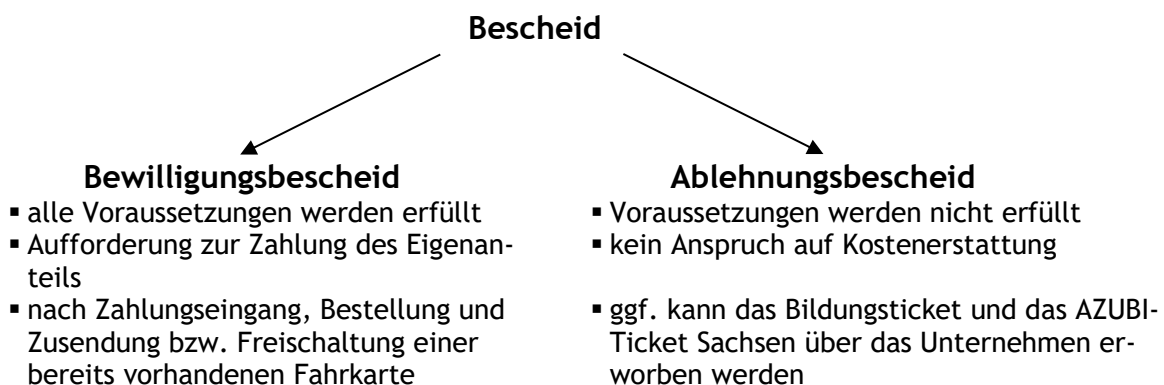 Bescheid
Bewilligungsbescheid
▪ alle Voraussetzungen werden erfüllt
▪ Aufforderung zur Zahlung des Eigenan-
teils
▪ nach Zahlungseingang, Bestellung und
Zusendung bzw. Freischaltung einer
bereits vorhandenen Fahrkarte
Ablehnungsbescheid
▪ Voraussetzungen werden nicht erfüllt
▪ kein Anspruch auf Kostenerstattung
▪ ggf. kann das Bildungsticket und das AZUBI-
Ticket Sachsen über das Unternehmen er-
worben werden